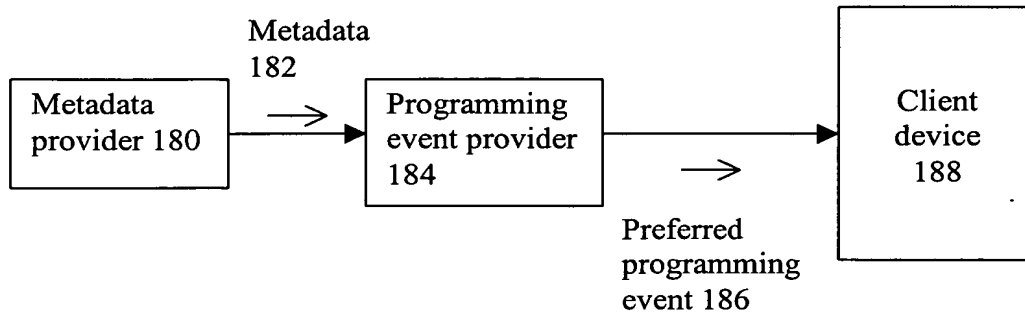 Metadata
182
Metadata
provider 180
Programming
event provider
184
Client
device
188
Preferred
programming
event 186